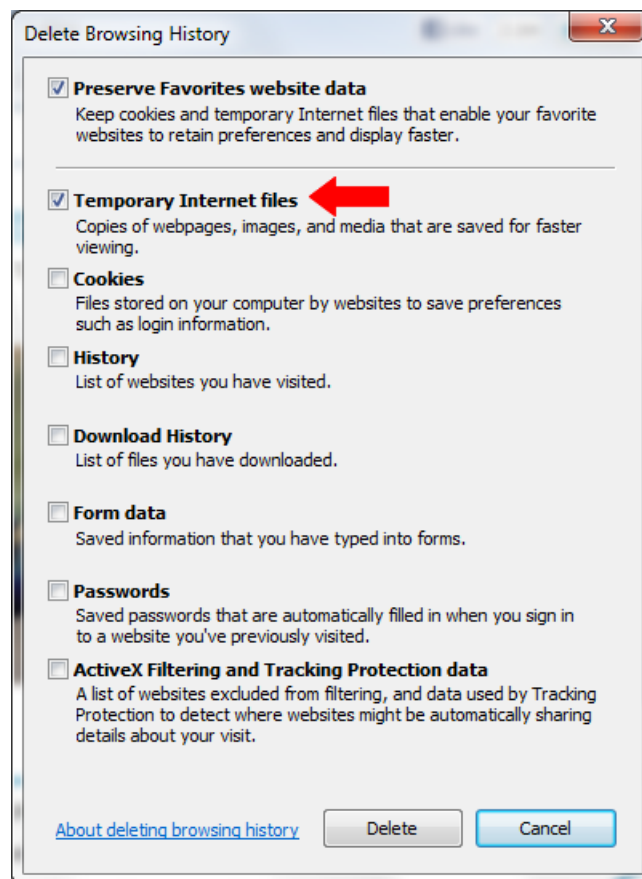 Delete Browsing History
Preserve Favorites website data
Keep cookies and temporary Internet files that enable your favorite
websites to retain preferences and display faster.
Temporary Internet files
Copies of webpages, images, and media that are saved for faster
viewing.
Cookies
Files stored on your computer by websites to save preferences
such as login information.
History
List of websites you have visited.
Download History
List of files you have downloaded.
Form data
Saved information that you have typed into forms.
Passwords
Saved passwords that are automatically filled in when you sign in
to a website you've previously visited.
ActiveX Filtering and Tracking Protection data
A list of websites excluded from filtering, and data used by Tracking
Protection to detect where websites might be automatically sharing
details about your visit.
About deleting browsing history
Delete
Cancel